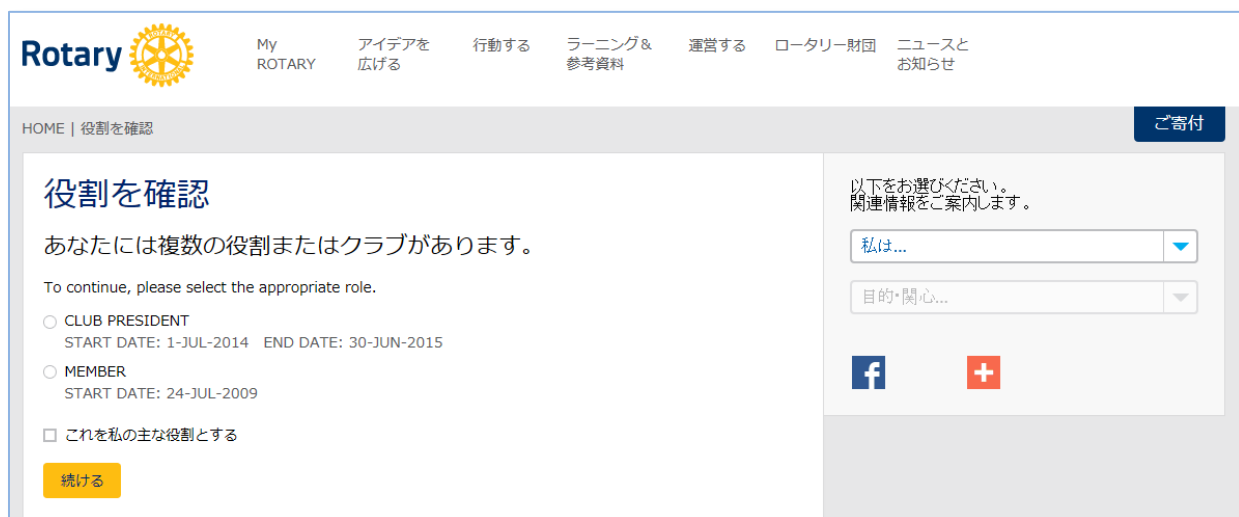 Rotary
ROTARY
INTERNATIONAL
My
ROTARY
アイデアを
広げる
行動する
ラーニング&
参考資料
運営する
ロータリー財団
ニュースと
お知らせ
HOME | 役割を確認
ご寄付
役割を確認
あなたには複数の役割またはクラブがあります。
To continue, please select the appropriate role.
CLUB PRESIDENT
START DATE: 1-JUL-2014 END DATE: 30-JUN-2015
MEMBER
START DATE: 24-JUL-2009
これを私の主な役割とする
続ける
以下をお選びください。
関連情報をご案内します。
私は...
目的・関心...
f